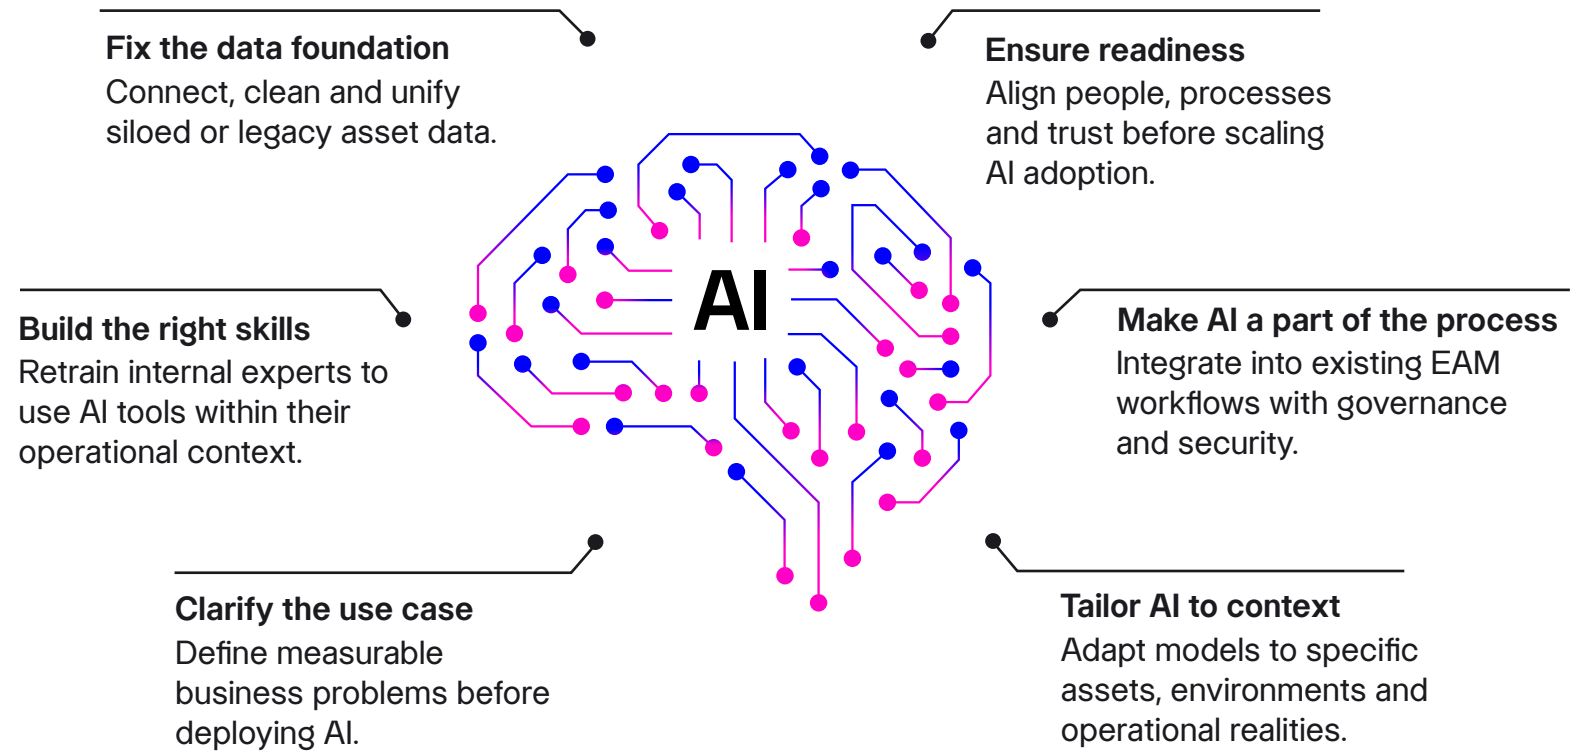 Fix the data foundation
Connect, clean and unify
siloed or legacy asset data.
Ensure readiness
Align people, processes
and trust before scaling
AI adoption.
AI
Build the right skills
Retrain internal experts to
use AI tools within their
operational context.
Make AI a part of the process
Integrate into existing EAM
workflows with governance
and security.
Clarify the use case
Define measurable
business problems before
deploying AI.
Tailor AI to context
Adapt models to specific
assets, environments and
operational realities.